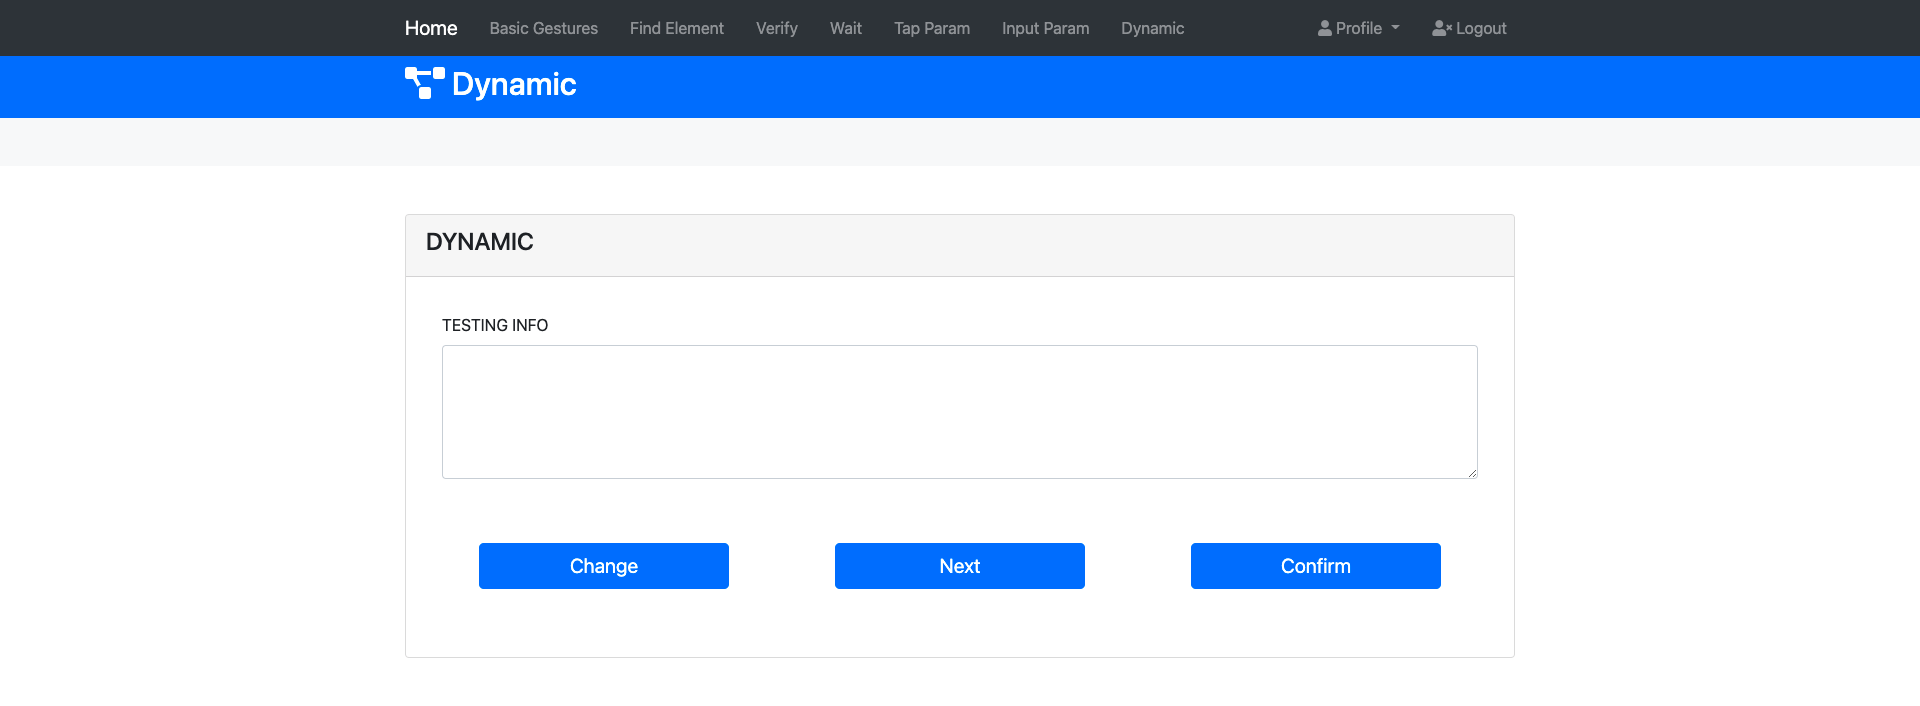 Home Basic Gestures Find Element Verify Wait Tap Param Input Param Dynamic Profile Logout
Dynamic
DYNAMIC
TESTING INFO
Change Next Confirm